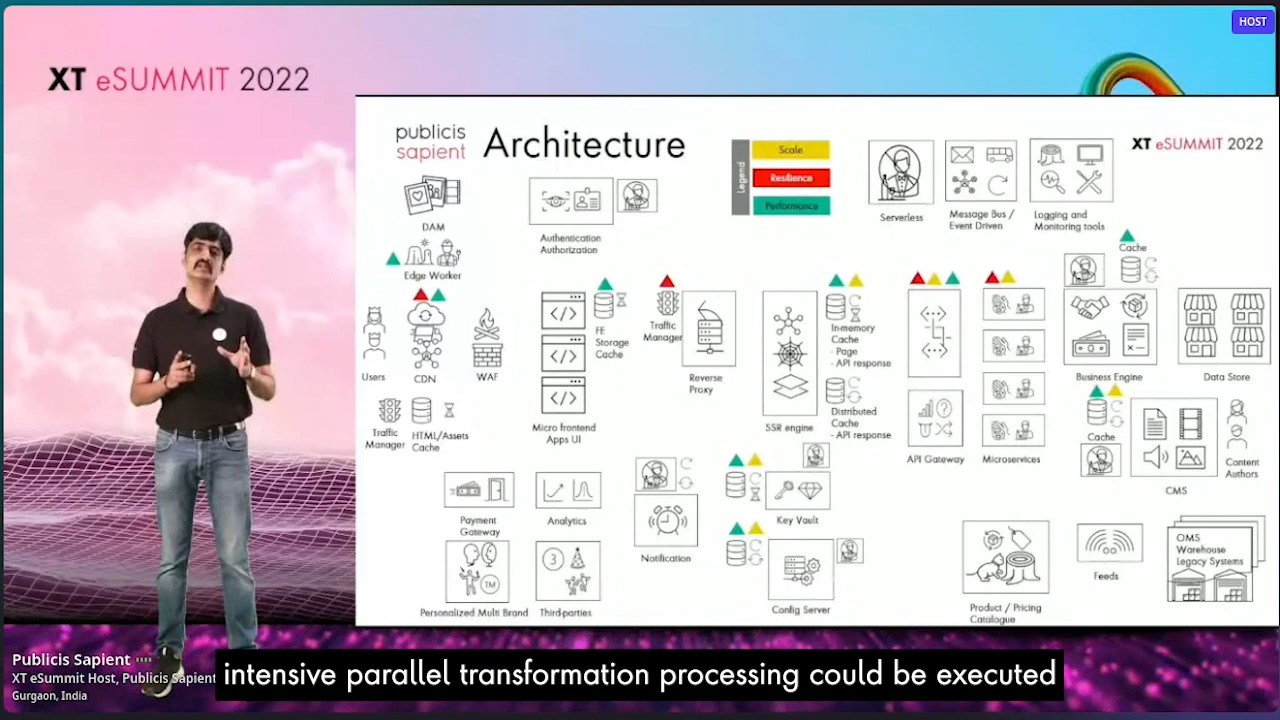 HOST
XT eSUMMIT 2022
publicis
sapient
Architecture
Legend
Scale
Resilience
Performance
XT eSUMMIT 2022
Serverless
Message Bus /
Event Driven
Logging and
Monitoring tools
DAM
Authentication
Authorization
Edge Worker
Cache
Users
CDN
WAF
FE
Storage
Cache
Traffic
Manager
Reverse
Proxy
In-memory
Cache
- Page
- API response
Business Engine
Data Store
Traffic
Manager
HTML/Assets
Cache
Micro frontend
Apps UI
SSR engine
Distributed
Cache
- API response
API Gateway
Microservices
Cache
Content
Authors
CMS
Payment
Gateway
Analytics
Notification
Key Vault
3
TM
Personalized Multi Brand
Third-parties
Config Server
Product / Pricing
Catalogue
Feeds
OMS
Warehouse
Legacy Systems
Publicis Sapient
XT eSummit Host, Publicis Sapient
Gurgaon, India
intensive parallel transformation processing could be executed